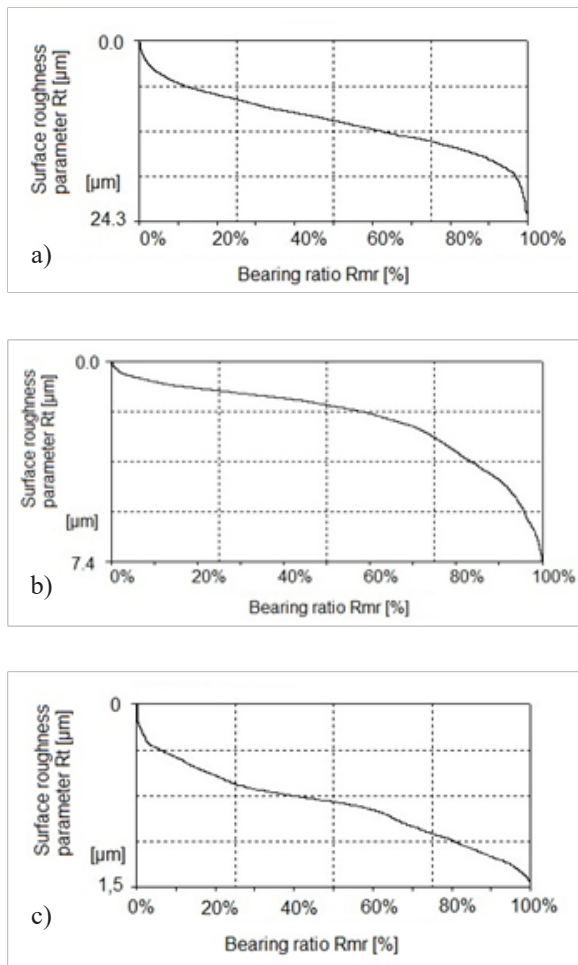 0.0
Surface roughness
parameter Rt [µm]
[µm]
24.3
0% 20% 40% 60% 80% 100%
a)
Bearing ratio Rmr [%]
0.0
Surface roughness
parameter Rt [µm]
[µm]
7.4
0% 20% 40% 60% 80% 100%
b)
Bearing ratio Rmr [%]
0
Surface roughness
parameter Rt [µm]
[µm]
1,5
0% 20% 40% 60% 80% 100%
c)
Bearing ratio Rmr [%]